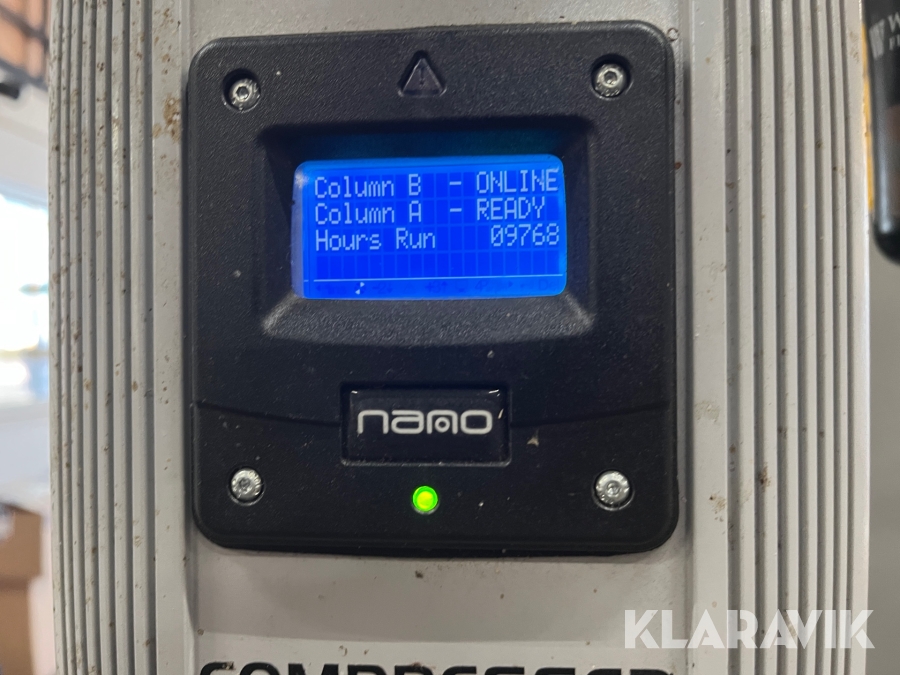 Column B - ONLINE
Column A - READY
Hours Run 09768
nano
KLARAVIK